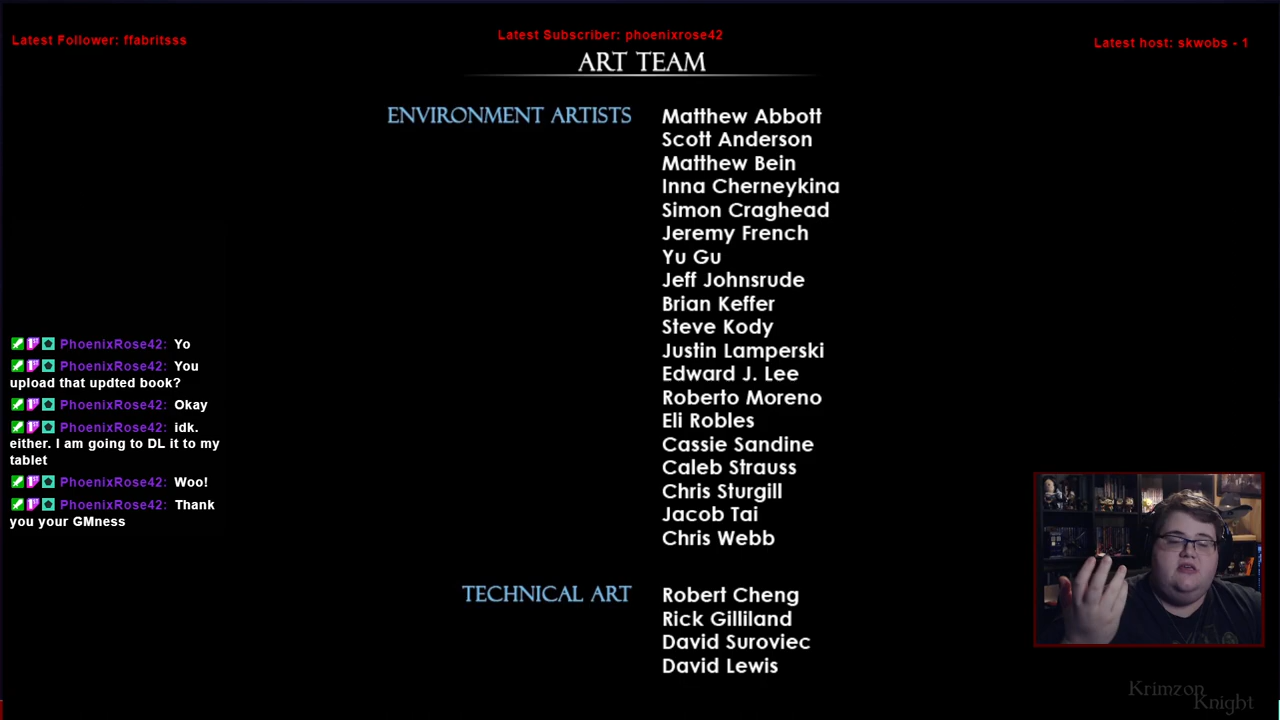 Latest Follower: ffabritsss
Latest Subscriber: phoenixrose42
Latest host: skwobs - 1
ART TEAM
ENVIRONMENT ARTISTS
Matthew Abbott
Scott Anderson
Matthew Bein
Inna Cherneykina
Simon Craghead
Jeremy French
Yu Gu
Jeff Johnsrude
Brian Keffer
Steve Kody
Justin Lamperski
Edward J. Lee
Roberto Moreno
Eli Robles
Cassie Sandine
Caleb Strauss
Chris Sturgill
Jacob Tai
Chris Webb
TECHNICAL ART
Robert Cheng
Rick Gilliland
David Suroviec
David Lewis
PhoenixRose42: Yo
PhoenixRose42: You
upload that updted book?
PhoenixRose42: Okay
PhoenixRose42: idk.
either. I am going to DL it to my
tablet
PhoenixRose42: Woo!
PhoenixRose42: Thank
you your GMness
Krimzon
Knight